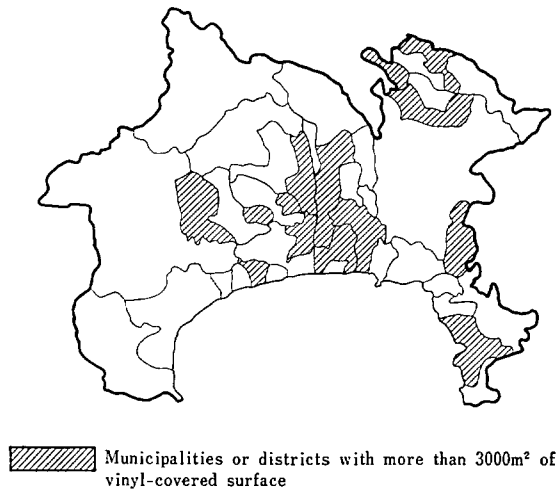 Municipalities or districts with more than 3000m² of
vinyl-covered surface